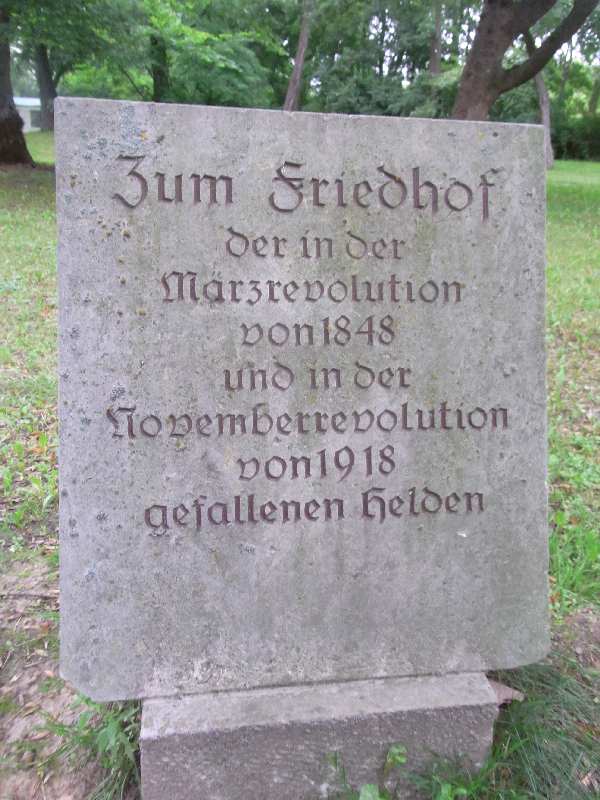 Zum Friedhof
der in der
Märzrevolution
von 1848
und in der
Novemberrevolution
von 1918
gefallenen Helden